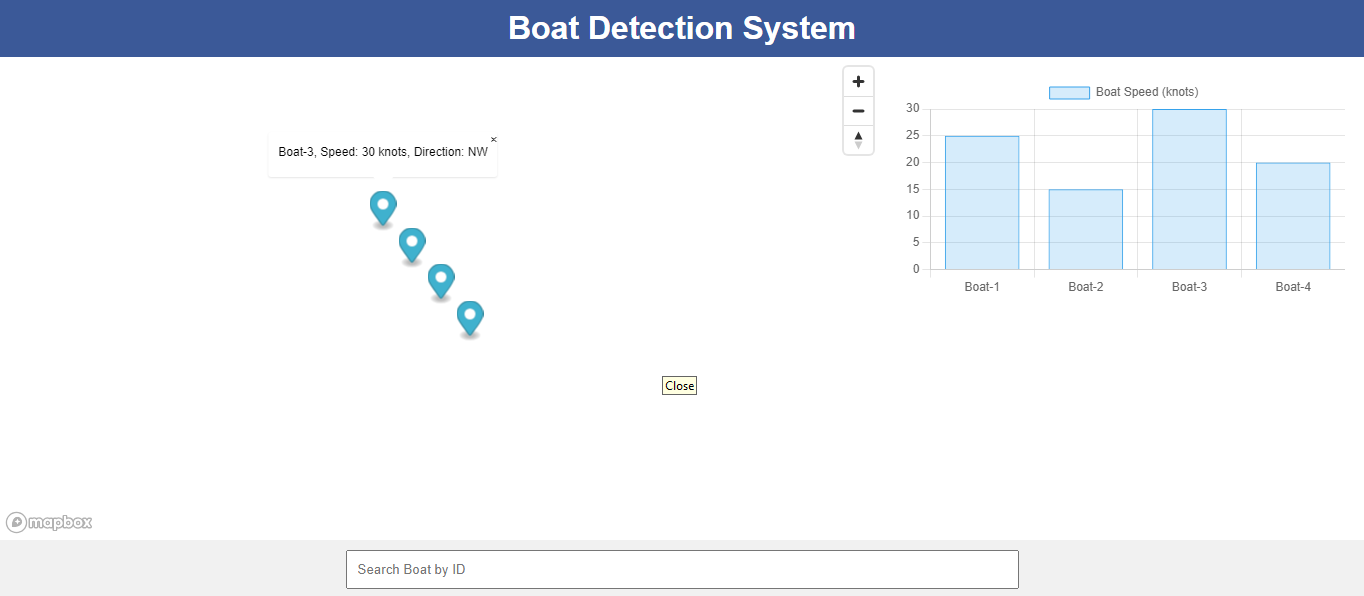 Boat Detection System
Boat-3, Speed: 30 knots, Direction: NW ×
Boat Speed (knots)
30
25
20
15
10
5
0
Boat-1 Boat-2 Boat-3 Boat-4
Close
mapbox
Search Boat by ID